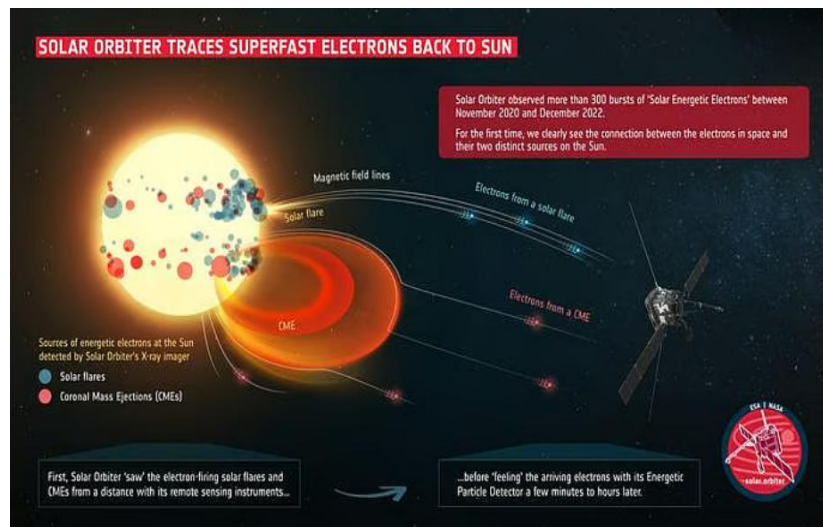 SOLAR ORBITER TRACES SUPERFAST ELECTRONS BACK TO SUN
Solar Orbiter observed more than 300 bursts of 'Solar Energetic Electrons' between
November 2020 and December 2022.
For the first time, we clearly see the connection between the electrons in space and
their two distinct sources on the Sun.
Magnetic field lines
Electrons from a solar flare
Solar flare
Electrons from a CME
CME
Sources of energetic electrons at the Sun
detected by Solar Orbiter's X-ray imager
Solar flares
Coronal Mass Ejections (CMEs)
First, Solar Orbiter 'saw' the electron-firing solar flares and
CMEs from a distance with its remote sensing instruments...
...before 'feeling' the arriving electrons with its Energetic
Particle Detector a few minutes to hours later.
ESA | NASA
solar.orbiter